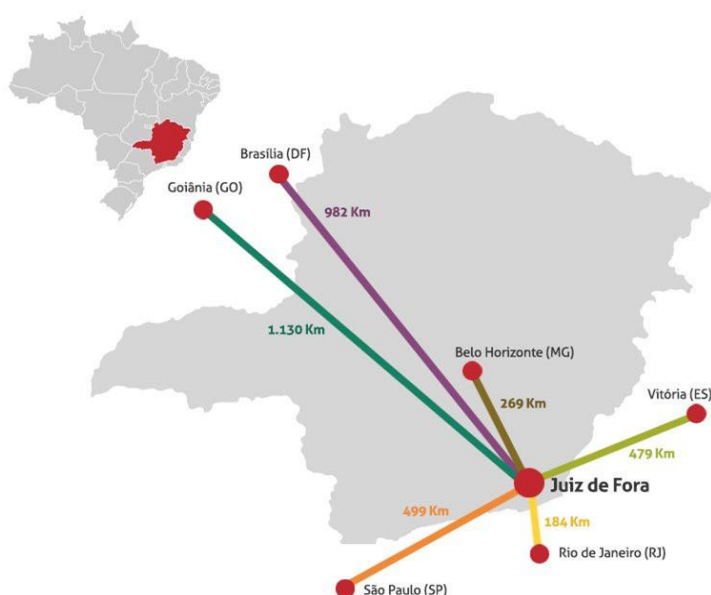 Brasília (DF)
Goiânia (GO)
982 Km
1.130 Km
Belo Horizonte (MG)
Vitória (ES)
269 Km
479 Km
Juiz de Fora
499 Km
184 Km
Rio de Janeiro (RJ)
São Paulo (SP)